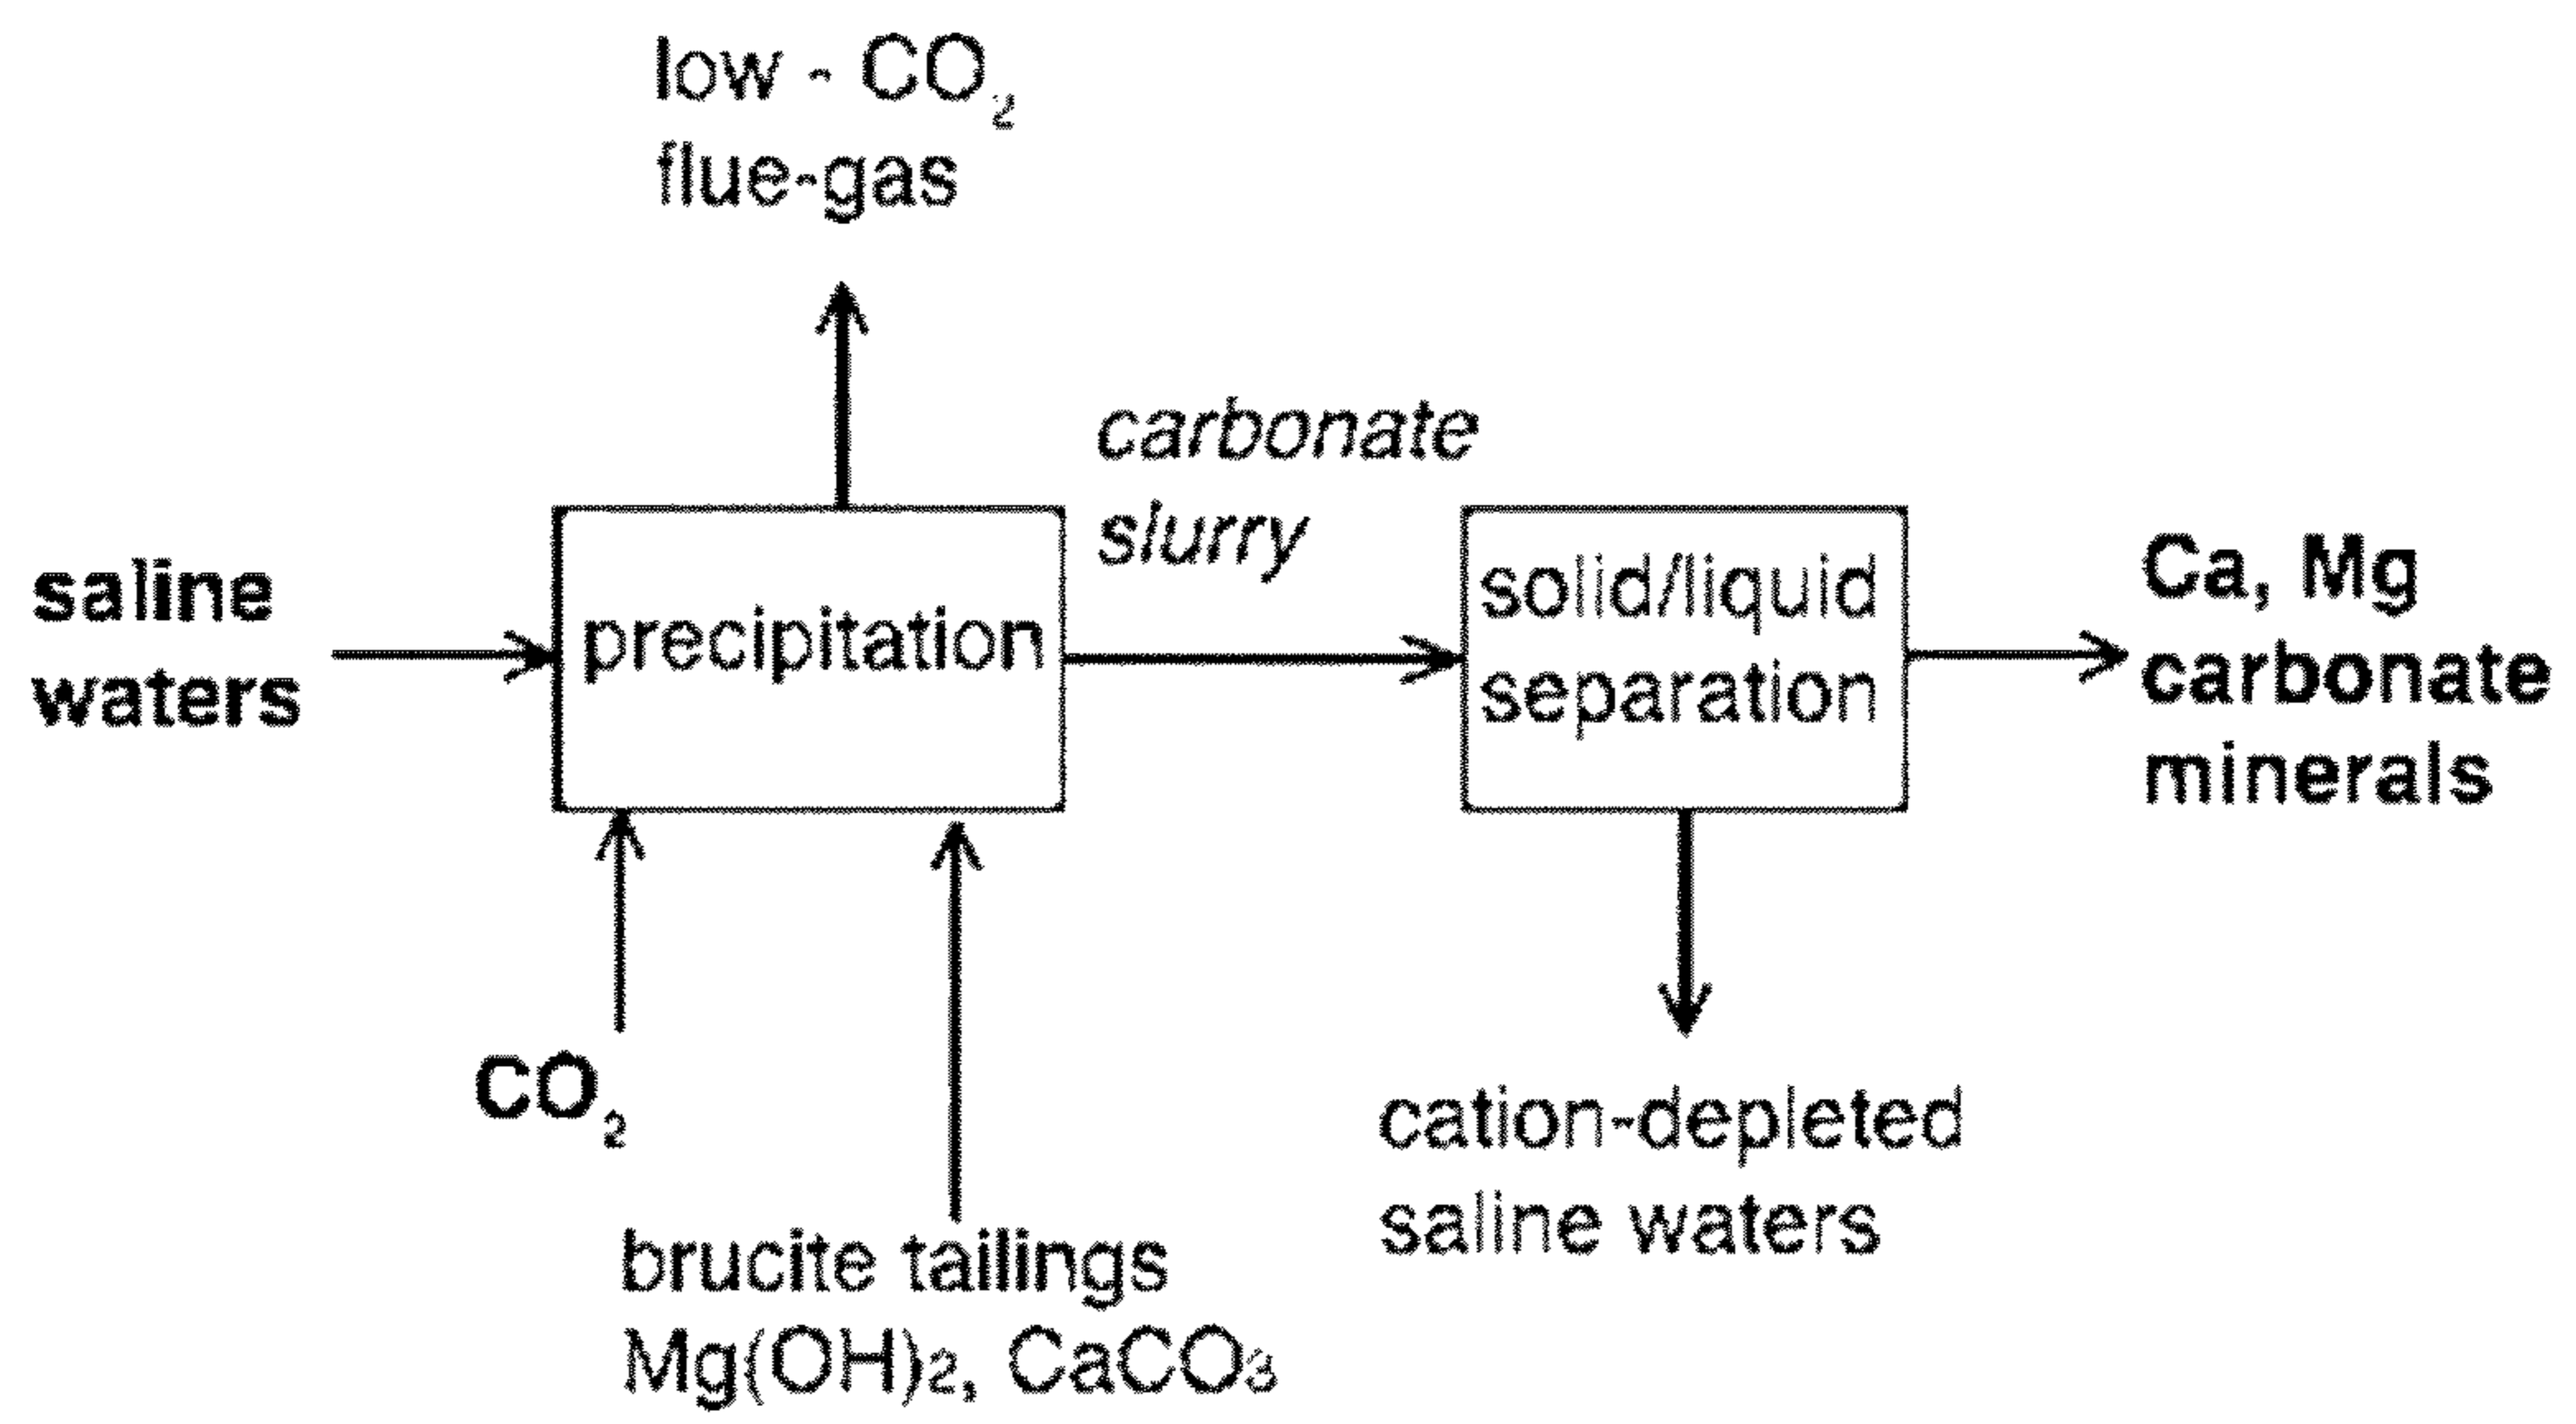 low - CO₂
flue-gas
carbonate
slurry
saline
waters
precipitation
solid/liquid
separation
Ca, Mg
carbonate
minerals
CO₂
brucite tailings
Mg(OH)₂, CaCO₃
cation-depleted
saline waters